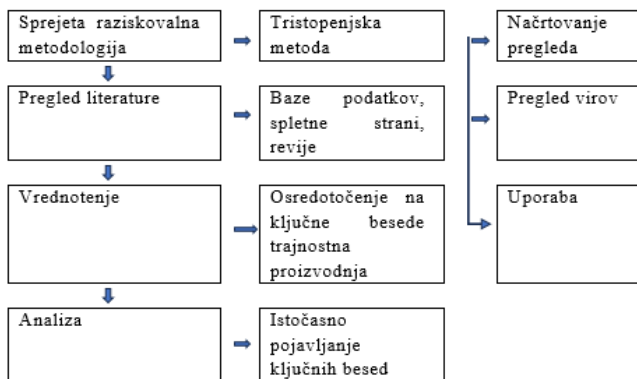 Sprejeta raziskovalna
metodologija
Tristopenjska
metoda
Načrtovanje
pregleda
Pregled literature
Baze podatkov,
spletne strani,
revije
Pregled virov
Vrednotenje
Osredotočenje na
ključne besede
trajnostna
proizvodnja
Uporaba
Analiza
Istočasno
pojavljanje
ključnih besed